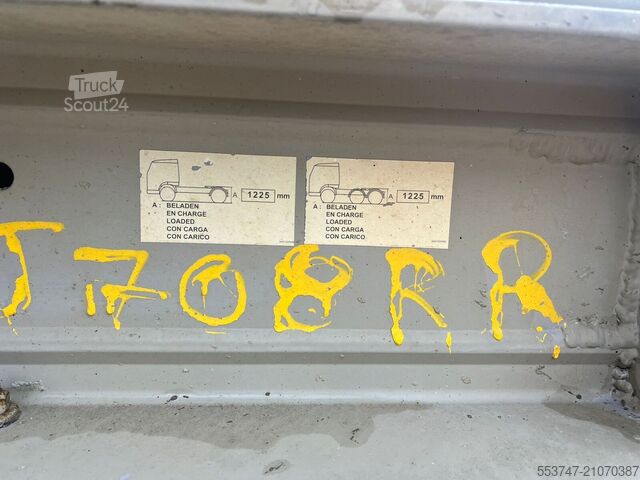 Truck
Scout24
A 1225 mm
A : BELADEN
EN CHARGE
LOADED
CON CARGA
CON CARICO
A 1225 mm
A : BELADEN
EN CHARGE
LOADED
CON CARGA
CON CARICO
J708RR
553747-21070387